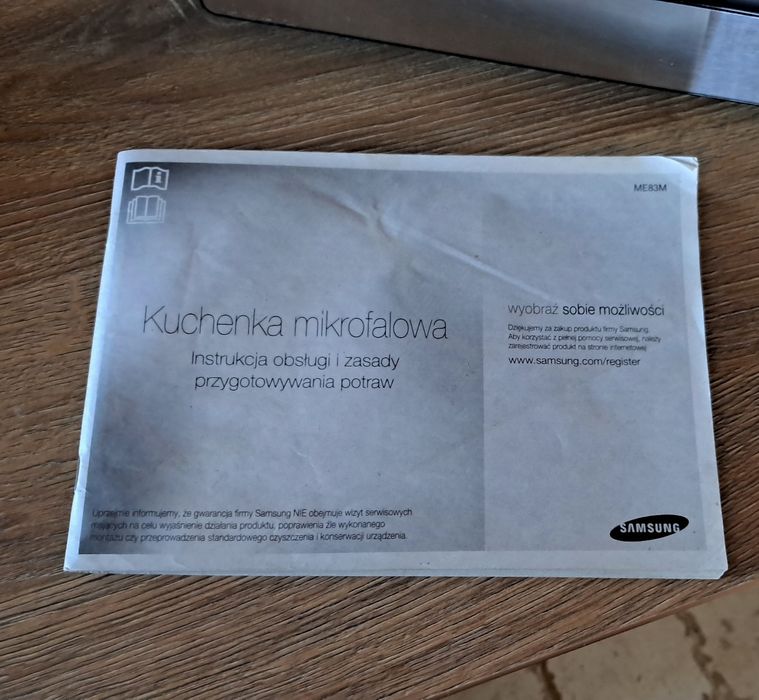 ME83M
Kuchenka mikrofalowa
Instrukcja obsługi i zasady
przygotowywania potraw
wyobraź sobie możliwości
Dziękujemy za zakup produktu firmy Samsung.
Aby korzystać z pełnej pomocy serwisowej, należy
zarejestrować produkt na stronie internetowej
www.samsung.com/register
Uprzejmie informujemy, że gwarancja firmy Samsung NIE obejmuje wizyt serwisowych
mających na celu wyjaśnienie działania produktu, poprawienia źle wykonanego
montażu czy przeprowadzenia standardowego czyszczenia i konserwacji urządzenia.
SAMSUNG